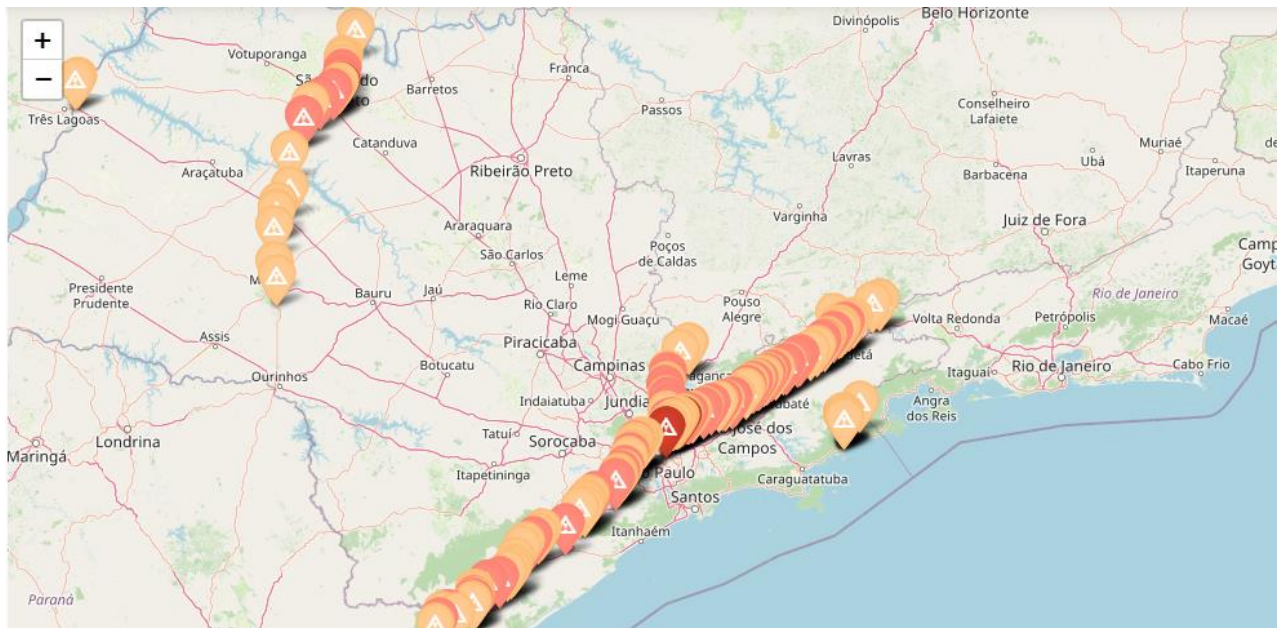 +
−
Divinópolis
Belo Horizonte
Votuporanga
Franca
Barretos
Passos
Conselheiro
Lafaiete
Três Lagoas
Catanduva
Muriaé
Ubá
Itaperuna
Lavras
Araçatuba
Ribeirão Preto
Barbacena
Varginha
Juiz de Fora
Araraquara
Poços
de Caldas
São Carlos
Leme
Presidente
Prudente
Bauru
Jaú
Rio Claro
Mogi Guaçu
Pouso
Alegre
Rio de Janeiro
Volta Redonda
Petrópolis
Macaé
Assis
Piracicaba
Botucatu
Campinas
Itaguaí
Rio de Janeiro
Cabo Frio
Ourinhos
Indaiatuba
Angra
dos Reis
Londrina
Tatuí
Sorocaba
José dos
Campos
Maringá
Itapetininga
Caraguatatuba
Santos
Itanhaém
Paraná